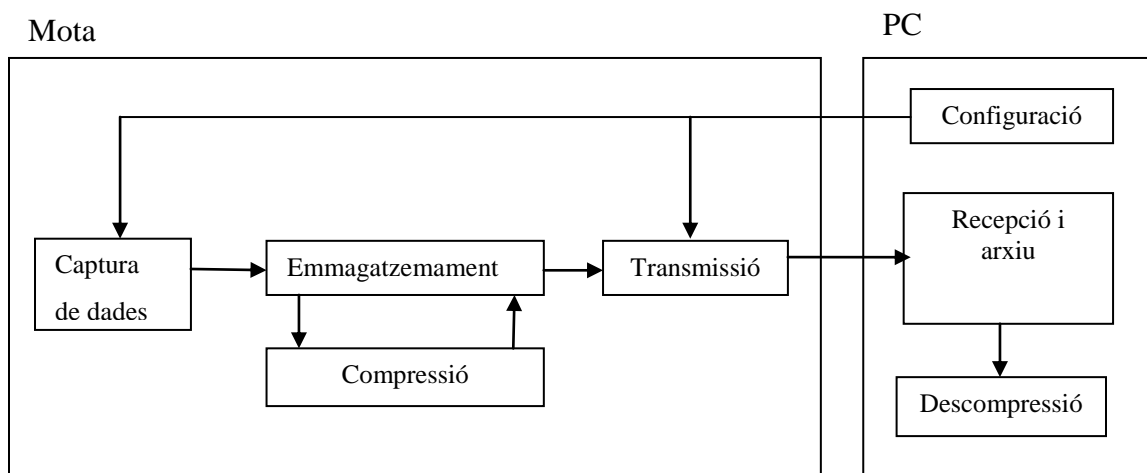 Mota
PC
Configuració
Captura
de dades
Emmagatzemament
Transmissió
Recepció i
arxiu
Compressió
Descompressió